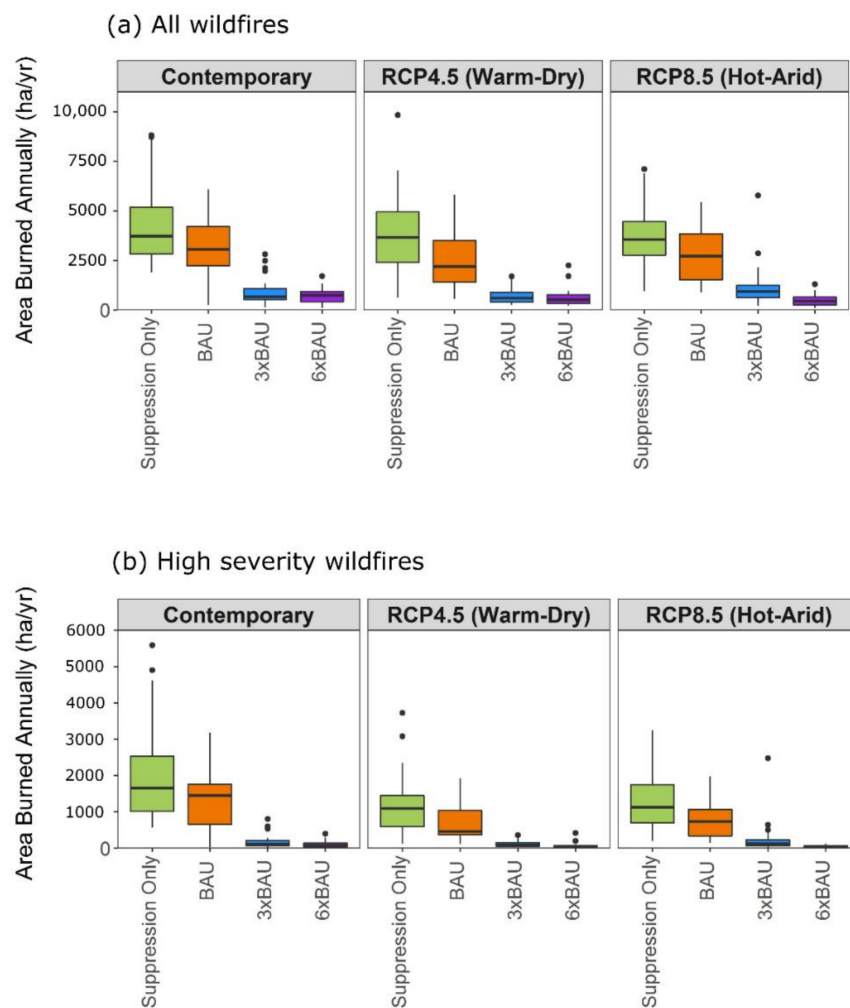 (a) All wildfires
Contemporary
RCP4.5 (Warm-Dry)
RCP8.5 (Hot-Arid)
Area Burned Annually (ha/yr)
10,000
7500
5000
2500
0
Suppression Only
BAU
3xBAU
6xBAU
Suppression Only
BAU
3xBAU
6xBAU
Suppression Only
BAU
3xBAU
6xBAU
(b) High severity wildfires
Contemporary
RCP4.5 (Warm-Dry)
RCP8.5 (Hot-Arid)
Area Burned Annually (ha/yr)
6000
5000
4000
3000
2000
1000
0
Suppression Only
BAU
3xBAU
6xBAU
Suppression Only
BAU
3xBAU
6xBAU
Suppression Only
BAU
3xBAU
6xBAU